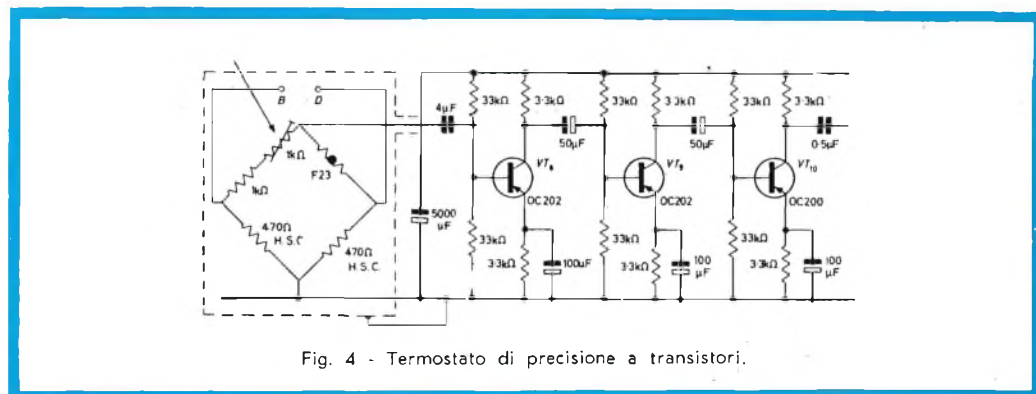 B D
4µF
33kΩ
3·3kΩ
33kΩ
3·3kΩ
33kΩ
3·3kΩ
1kΩ
1kΩ
F23
50µF
50µF
0·5µF
VT₉
VT₁₀
OC202
OC202
OC200
470Ω
H.S.C
470Ω
H.S.C.
5000
µF
33kΩ
3·3kΩ
100µF
33kΩ
3·3kΩ
100
µF
33kΩ
3·3kΩ
100
µF
Fig. 4 - Termostato di precisione a transistori.